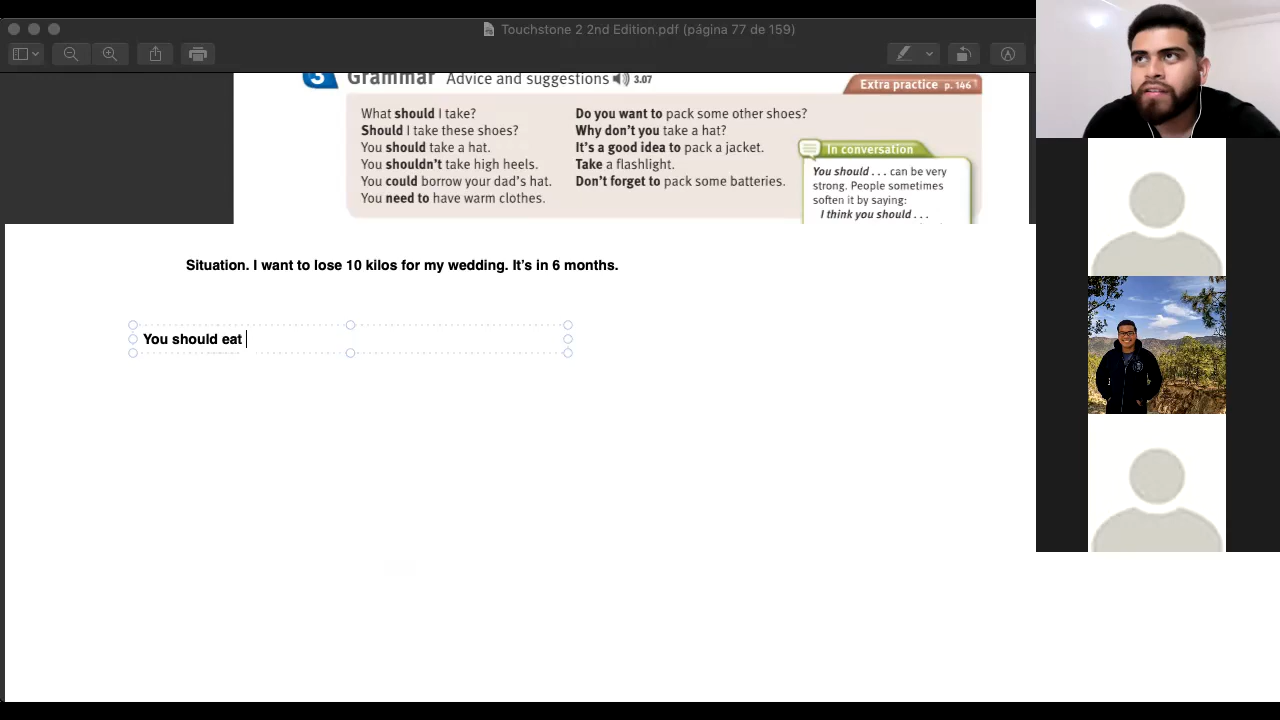 Touchstone 2 2nd Edition.pdf (página 77 de 159)
3 Grammar Advice and suggestions 3.07
Extra practice p. 146
What should I take?
Should I take these shoes?
You should take a hat.
You shouldn't take high heels.
You could borrow your dad's hat.
You need to have warm clothes.
Do you want to pack some other shoes?
Why don't you take a hat?
It's a good idea to pack a jacket.
Take a flashlight.
Don't forget to pack some batteries.
In conversation
You should . . . can be very
strong. People sometimes
soften it by saying:
I think you should . . .
Situation. I want to lose 10 kilos for my wedding. It's in 6 months.
You should eat